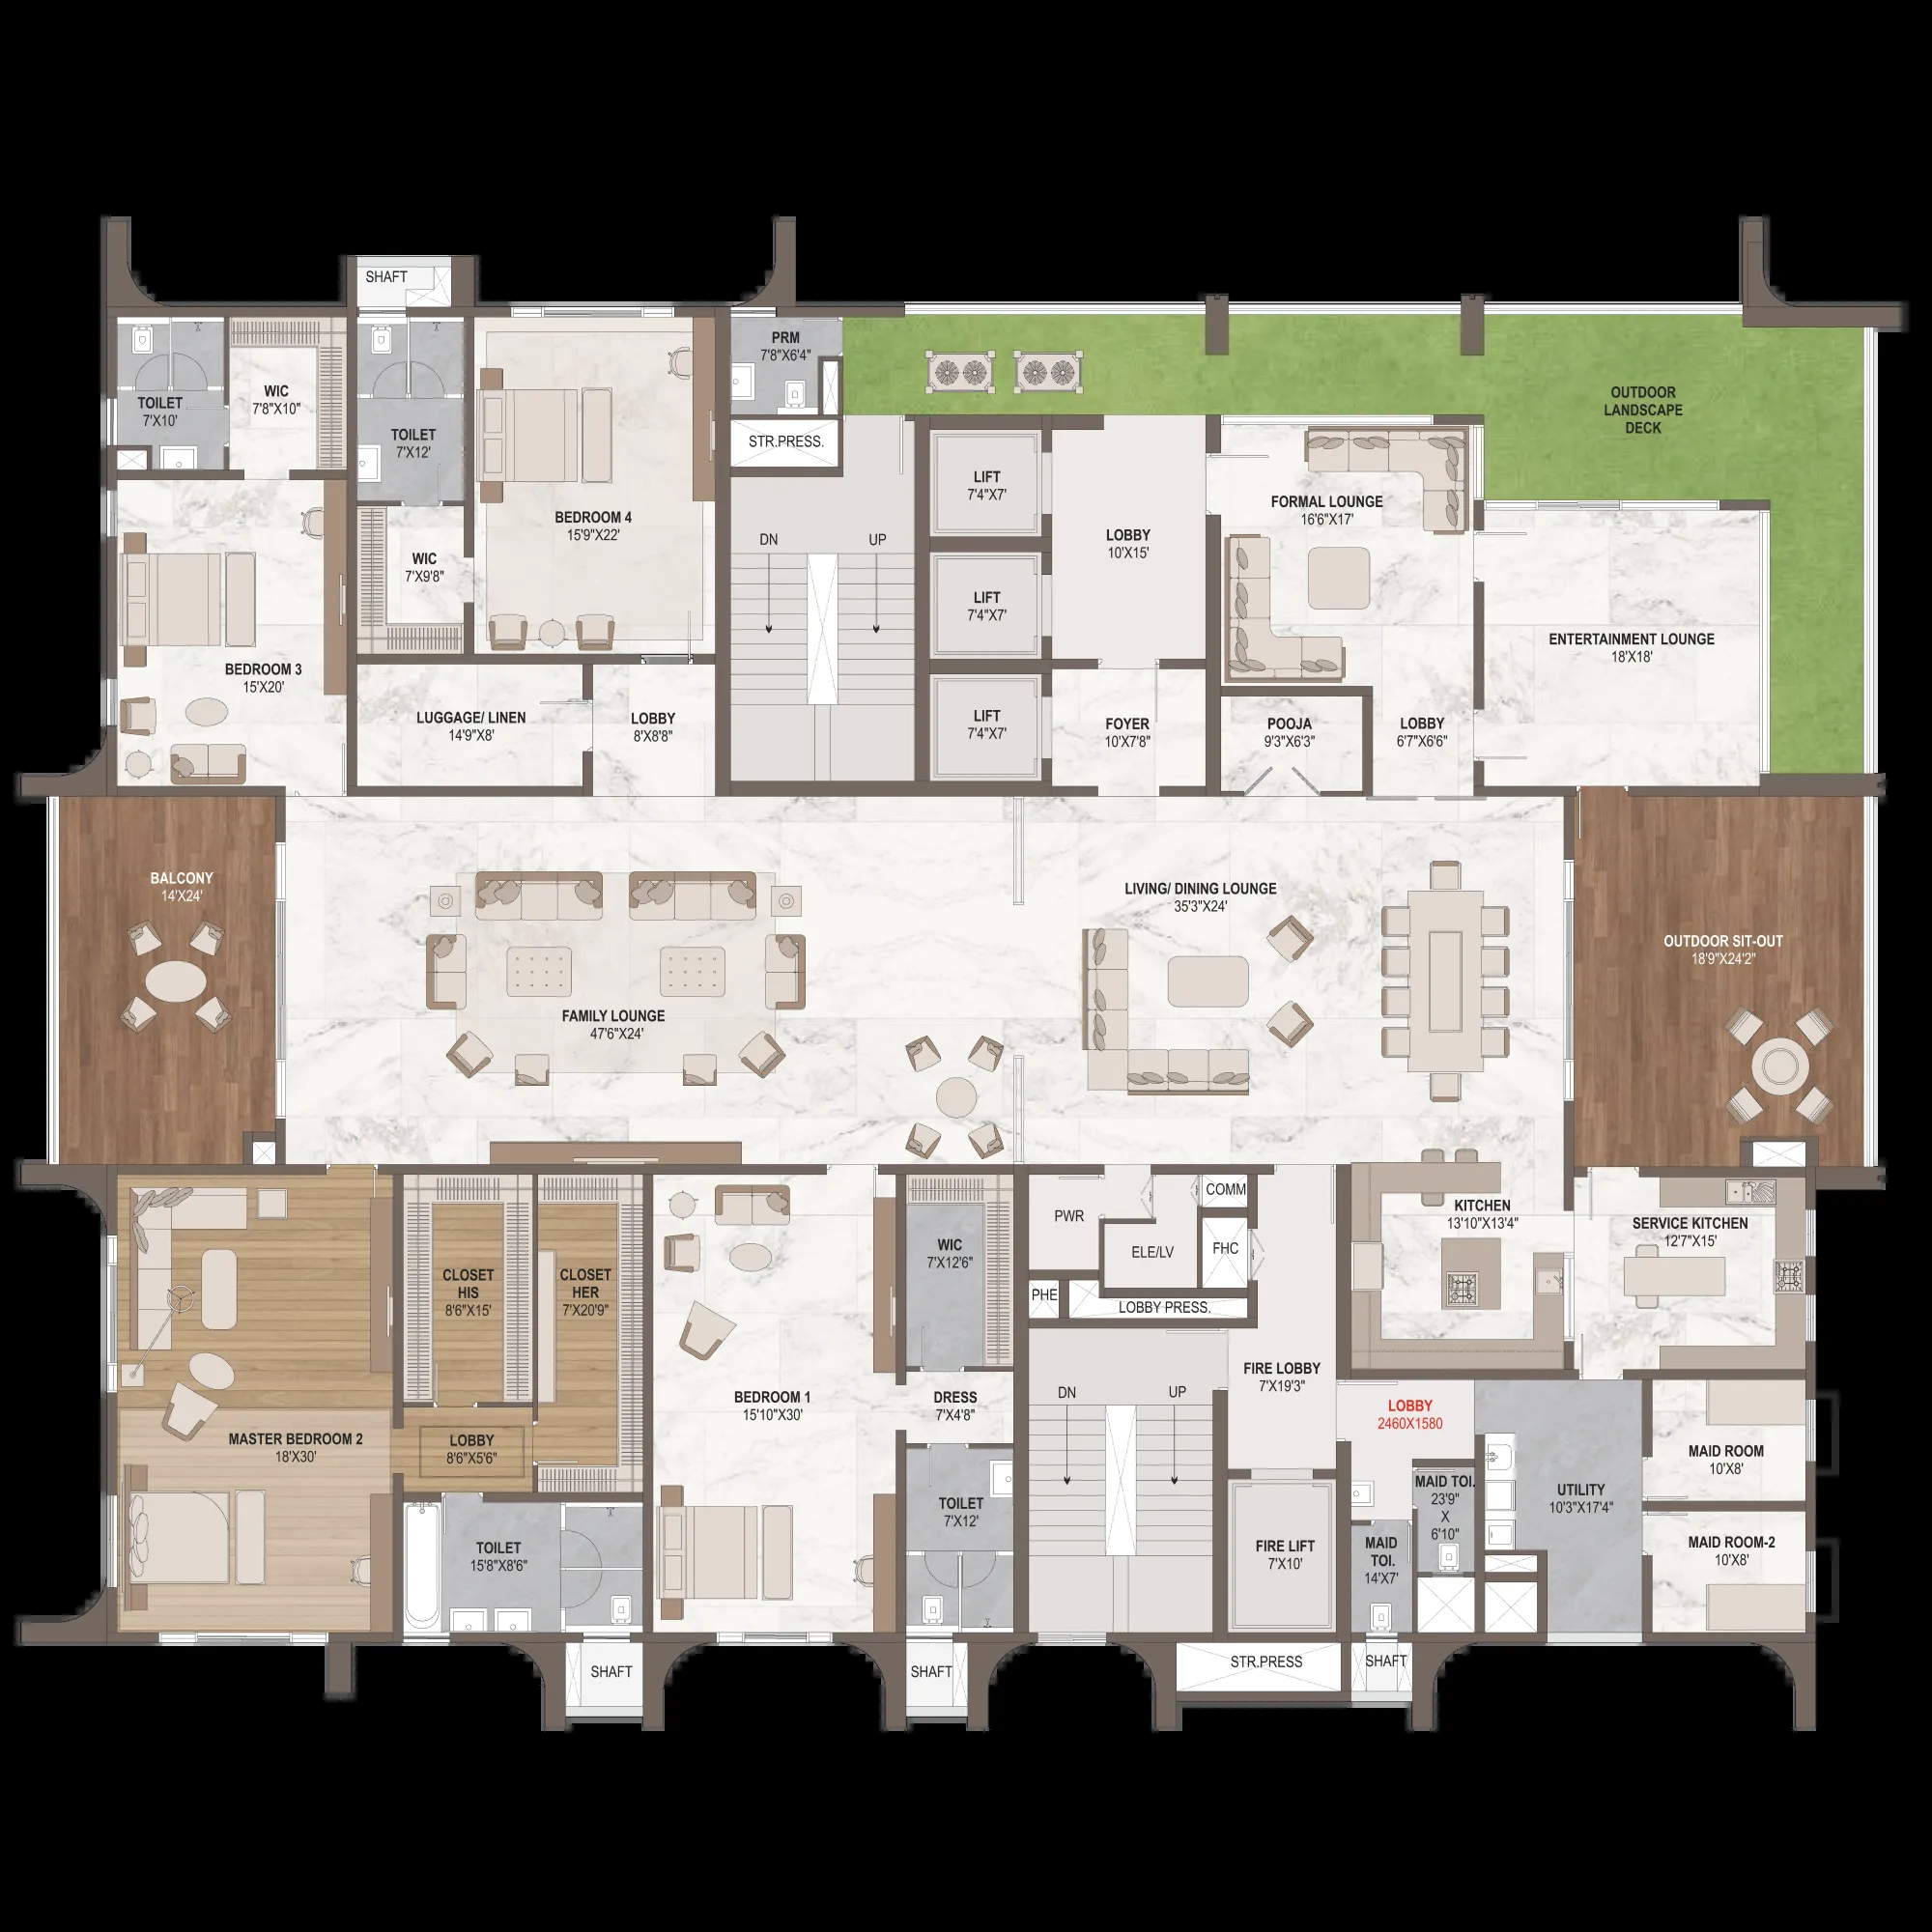 SHAFT
TOILET
7'X10'
WIC
7'8"X10"
TOILET
7'X12'
WIC
7'X9'8"
BEDROOM 4
15'9"X22'
PRM
7'8"X6'4"
STR.PRESS.
DN
UP
LIFT
7'4"X7'
LIFT
7'4"X7'
LIFT
7'4"X7'
LOBBY
10'X15'
FOYER
10'X7'8"
FORMAL LOUNGE
16'6"X17'
OUTDOOR
LANDSCAPE
DECK
ENTERTAINMENT LOUNGE
18'X18'
POOJA
9'3"X6'3"
LOBBY
6'7"X6'6"
BEDROOM 3
15'X20'
LUGGAGE/ LINEN
14'9"X8'
LOBBY
8'X8'8"
BALCONY
14'X24'
FAMILY LOUNGE
47'6"X24'
LIVING/ DINING LOUNGE
35'3"X24'
OUTDOOR SIT-OUT
18'9"X24'2"
MASTER BEDROOM 2
18'X30'
CLOSET
HIS
8'6"X15'
CLOSET
HER
7'X20'9"
LOBBY
8'6"X5'6"
TOILET
15'8"X8'6"
SHAFT
BEDROOM 1
15'10"X30'
WIC
7'X12'6"
DRESS
7'X4'8"
TOILET
7'X12'
SHAFT
PWR
ELE/LV
COMM
FHC
PHE
LOBBY PRESS.
DN
UP
FIRE LOBBY
7'X19'3"
FIRE LIFT
7'X10'
STR.PRESS
KITCHEN
13'10"X13'4"
SERVICE KITCHEN
12'7"X15'
LOBBY
2460X1580
MAID TOI.
23'9"
X
6'10"
MAID
TOI.
14'X7'
SHAFT
UTILITY
10'3"X17'4"
MAID ROOM
10'X8'
MAID ROOM-2
10'X8'